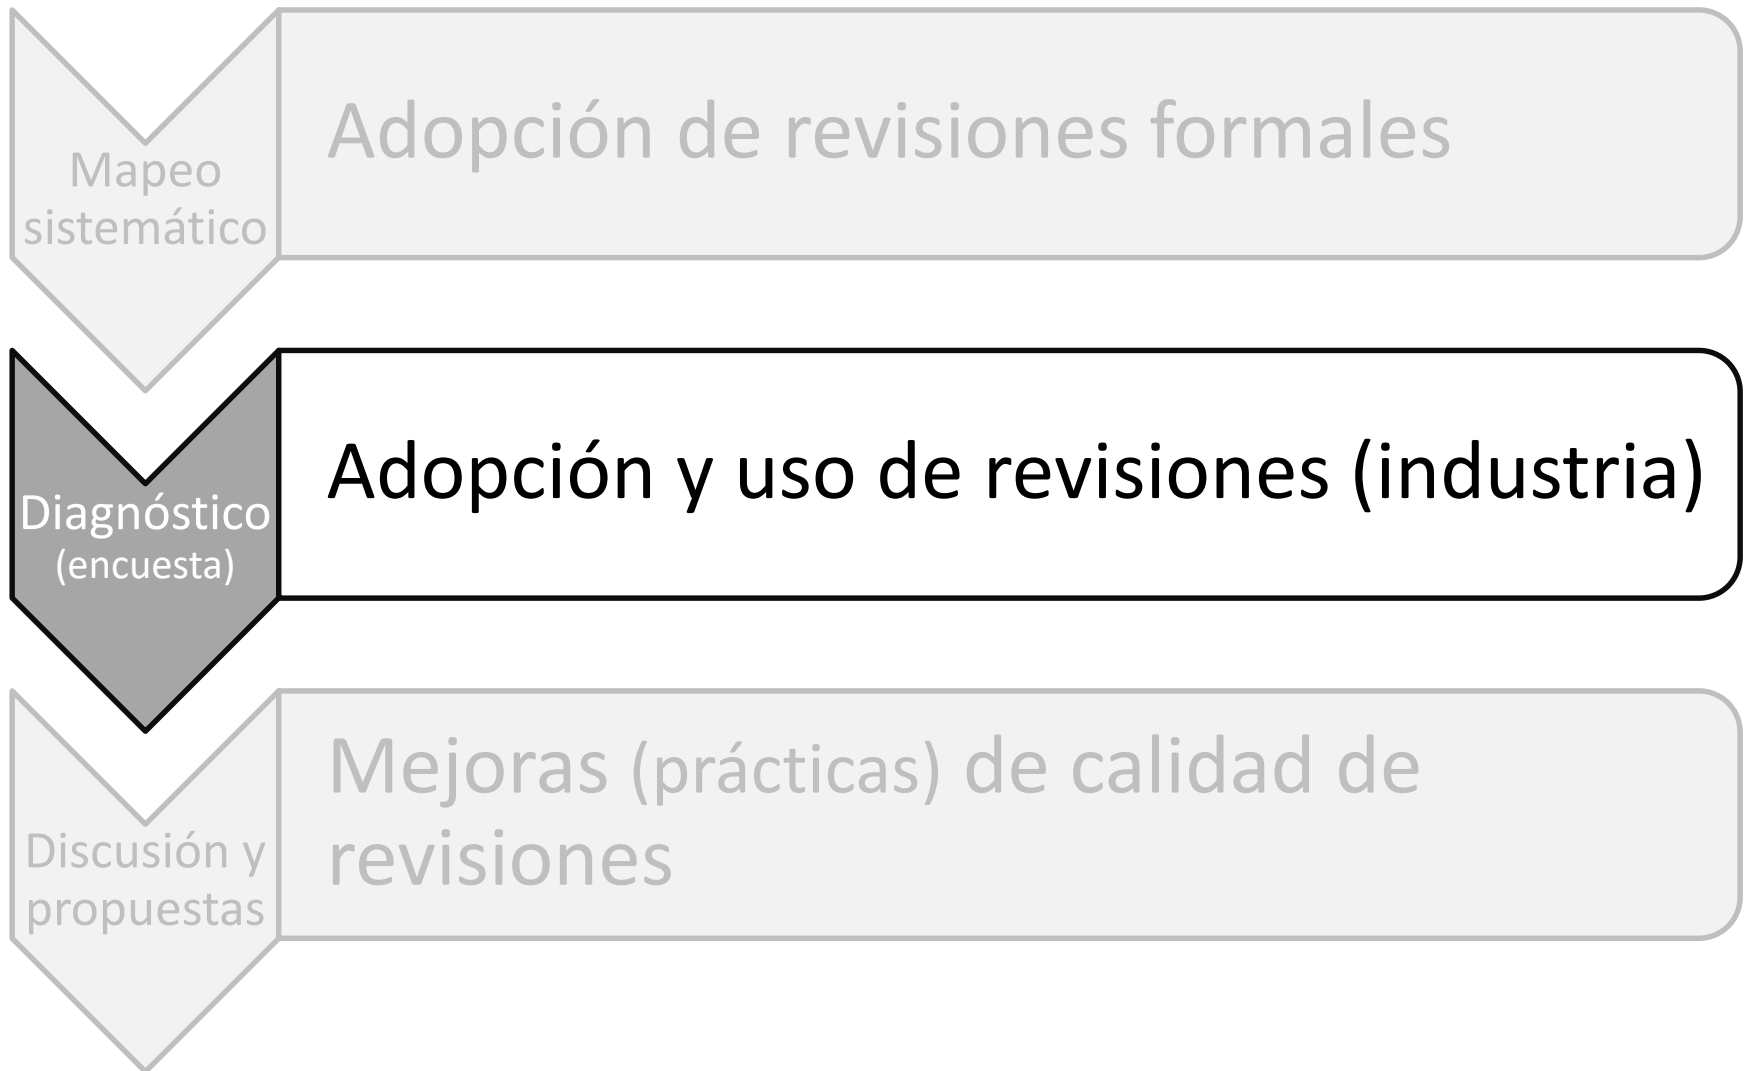 Mapeo
sistemático
Adopción de revisiones formales
Diagnóstico
(encuesta)
Adopción y uso de revisiones (industria)
Discusión y
propuestas
Mejoras (prácticas) de calidad de
revisiones